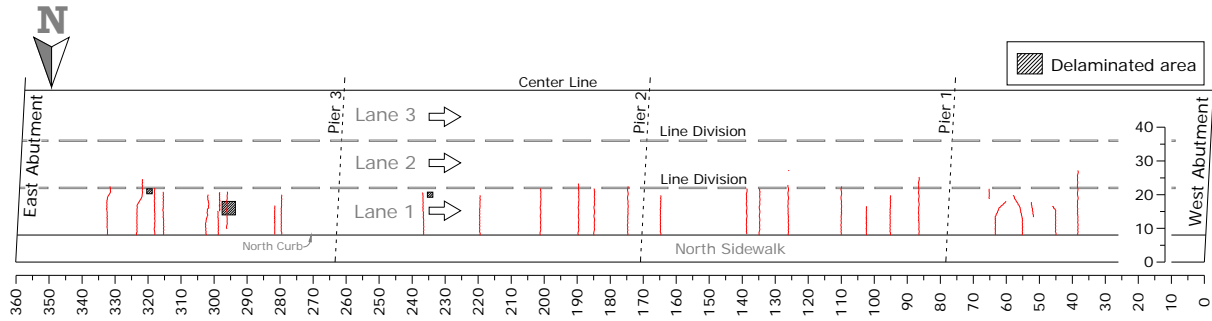 N
Center Line
Delaminated area
East Abutment
Pier 3
Lane 3
Pier 2
Line Division
Pier 1
40
30
20
10
0
West Abutment
Lane 2
Line Division
Lane 1
North Curb
North Sidewalk
360 350 340 330 320 310 300 290 280 270 260 250 240 230 220 210 200 190 180 170 160 150 140 130 120 110 100 90 80 70 60 50 40 30 20 10 0